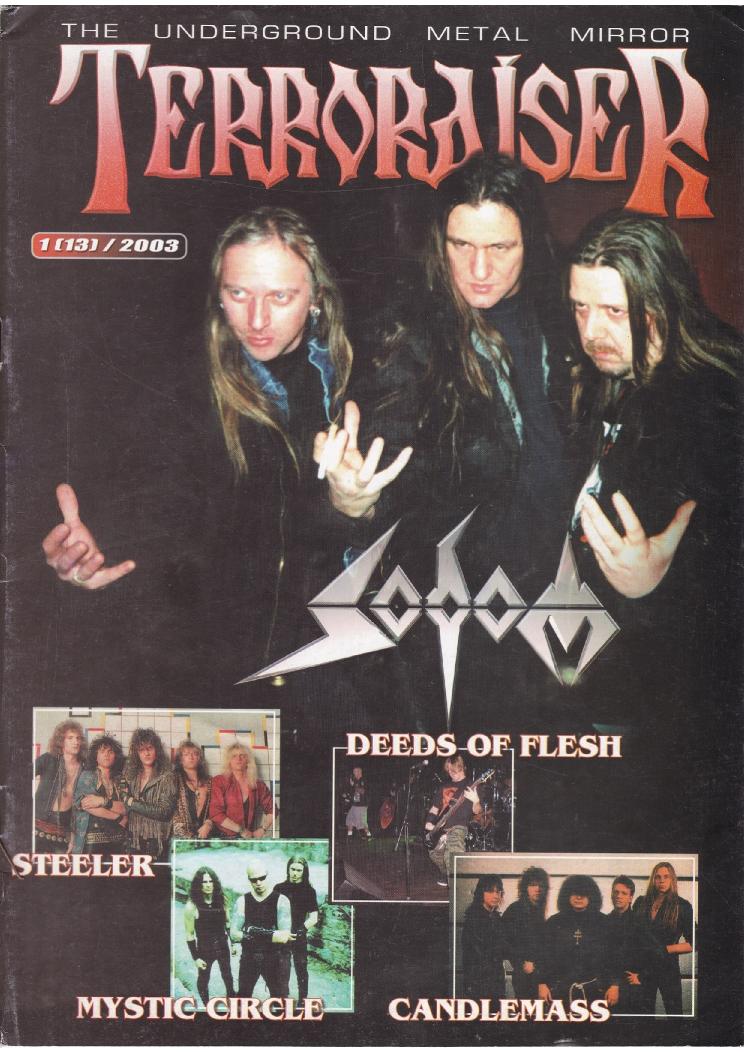 THE UNDERGROUND METAL MIRROR
TERRORAISER
1 (13) / 2003
SODOM
DEEDS OF FLESH
STEELER
MYSTIC CIRCLE
CANDLEMASS